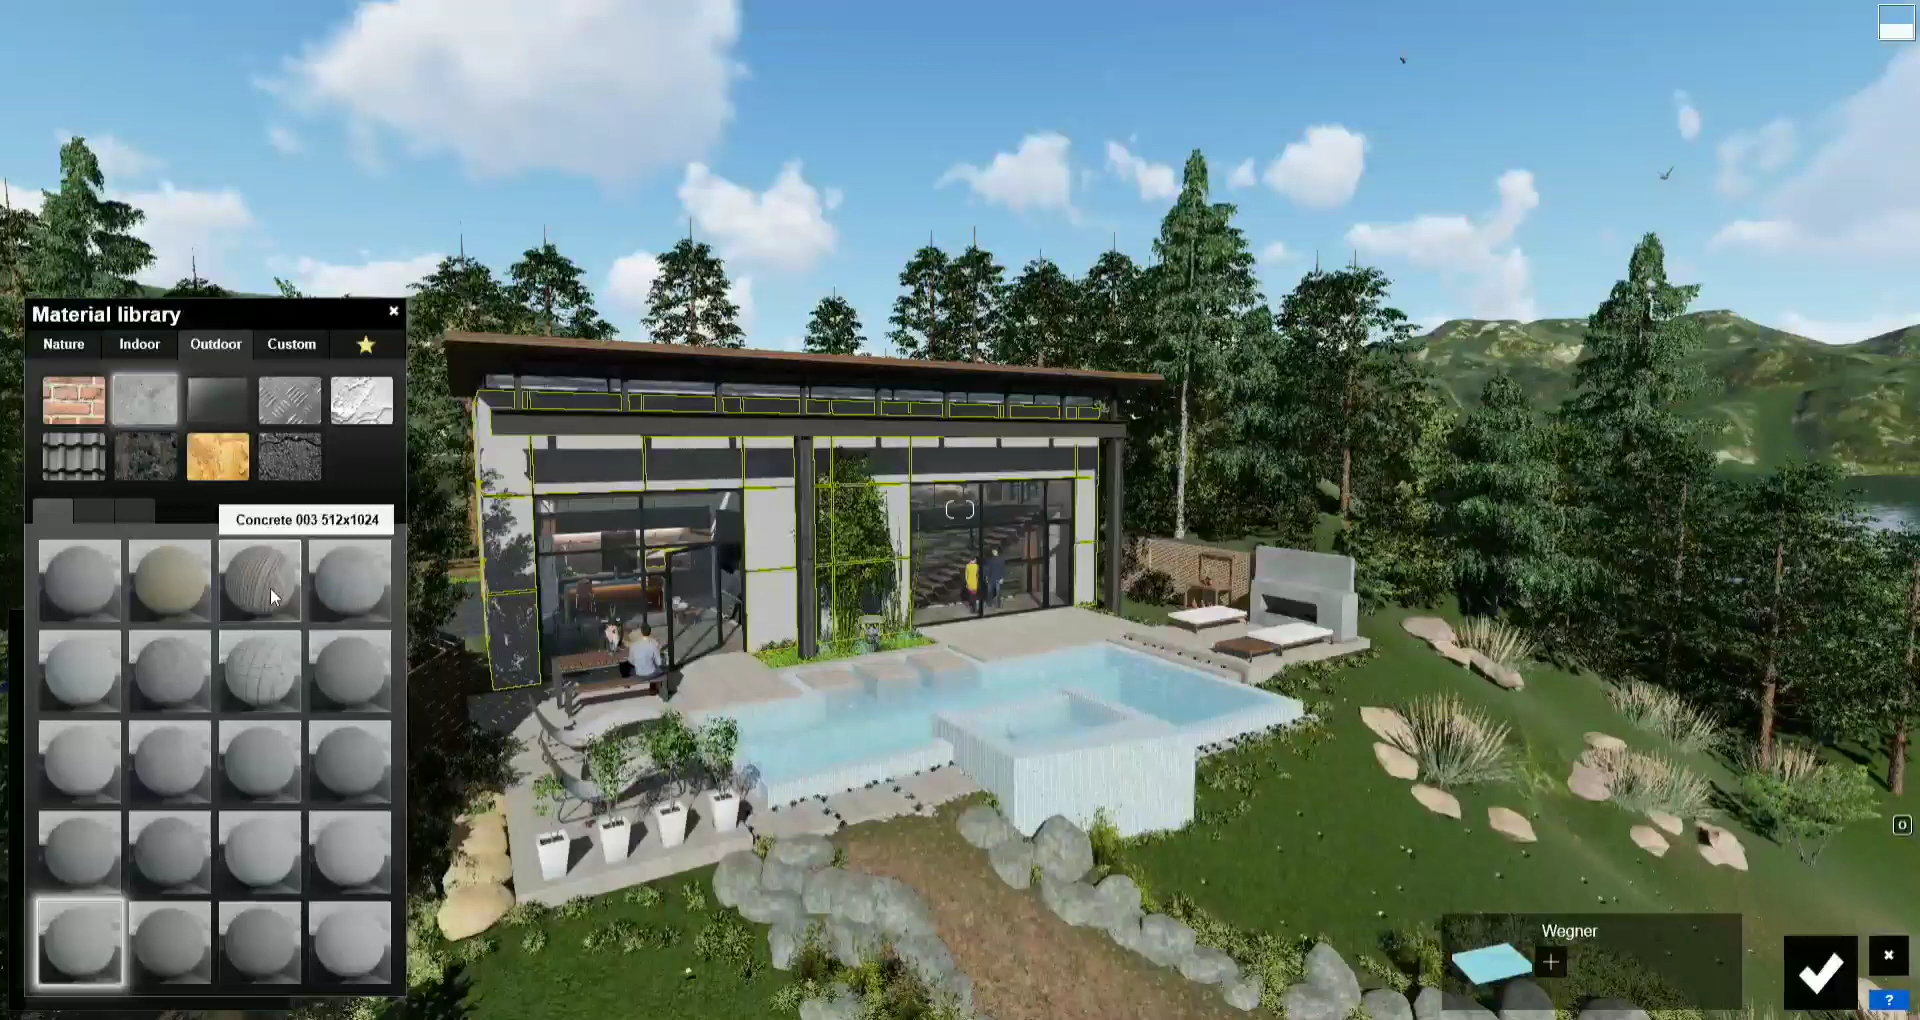 Material library
Nature Indoor Outdoor Custom
Concrete 003 512x1024
Wegner
O
?